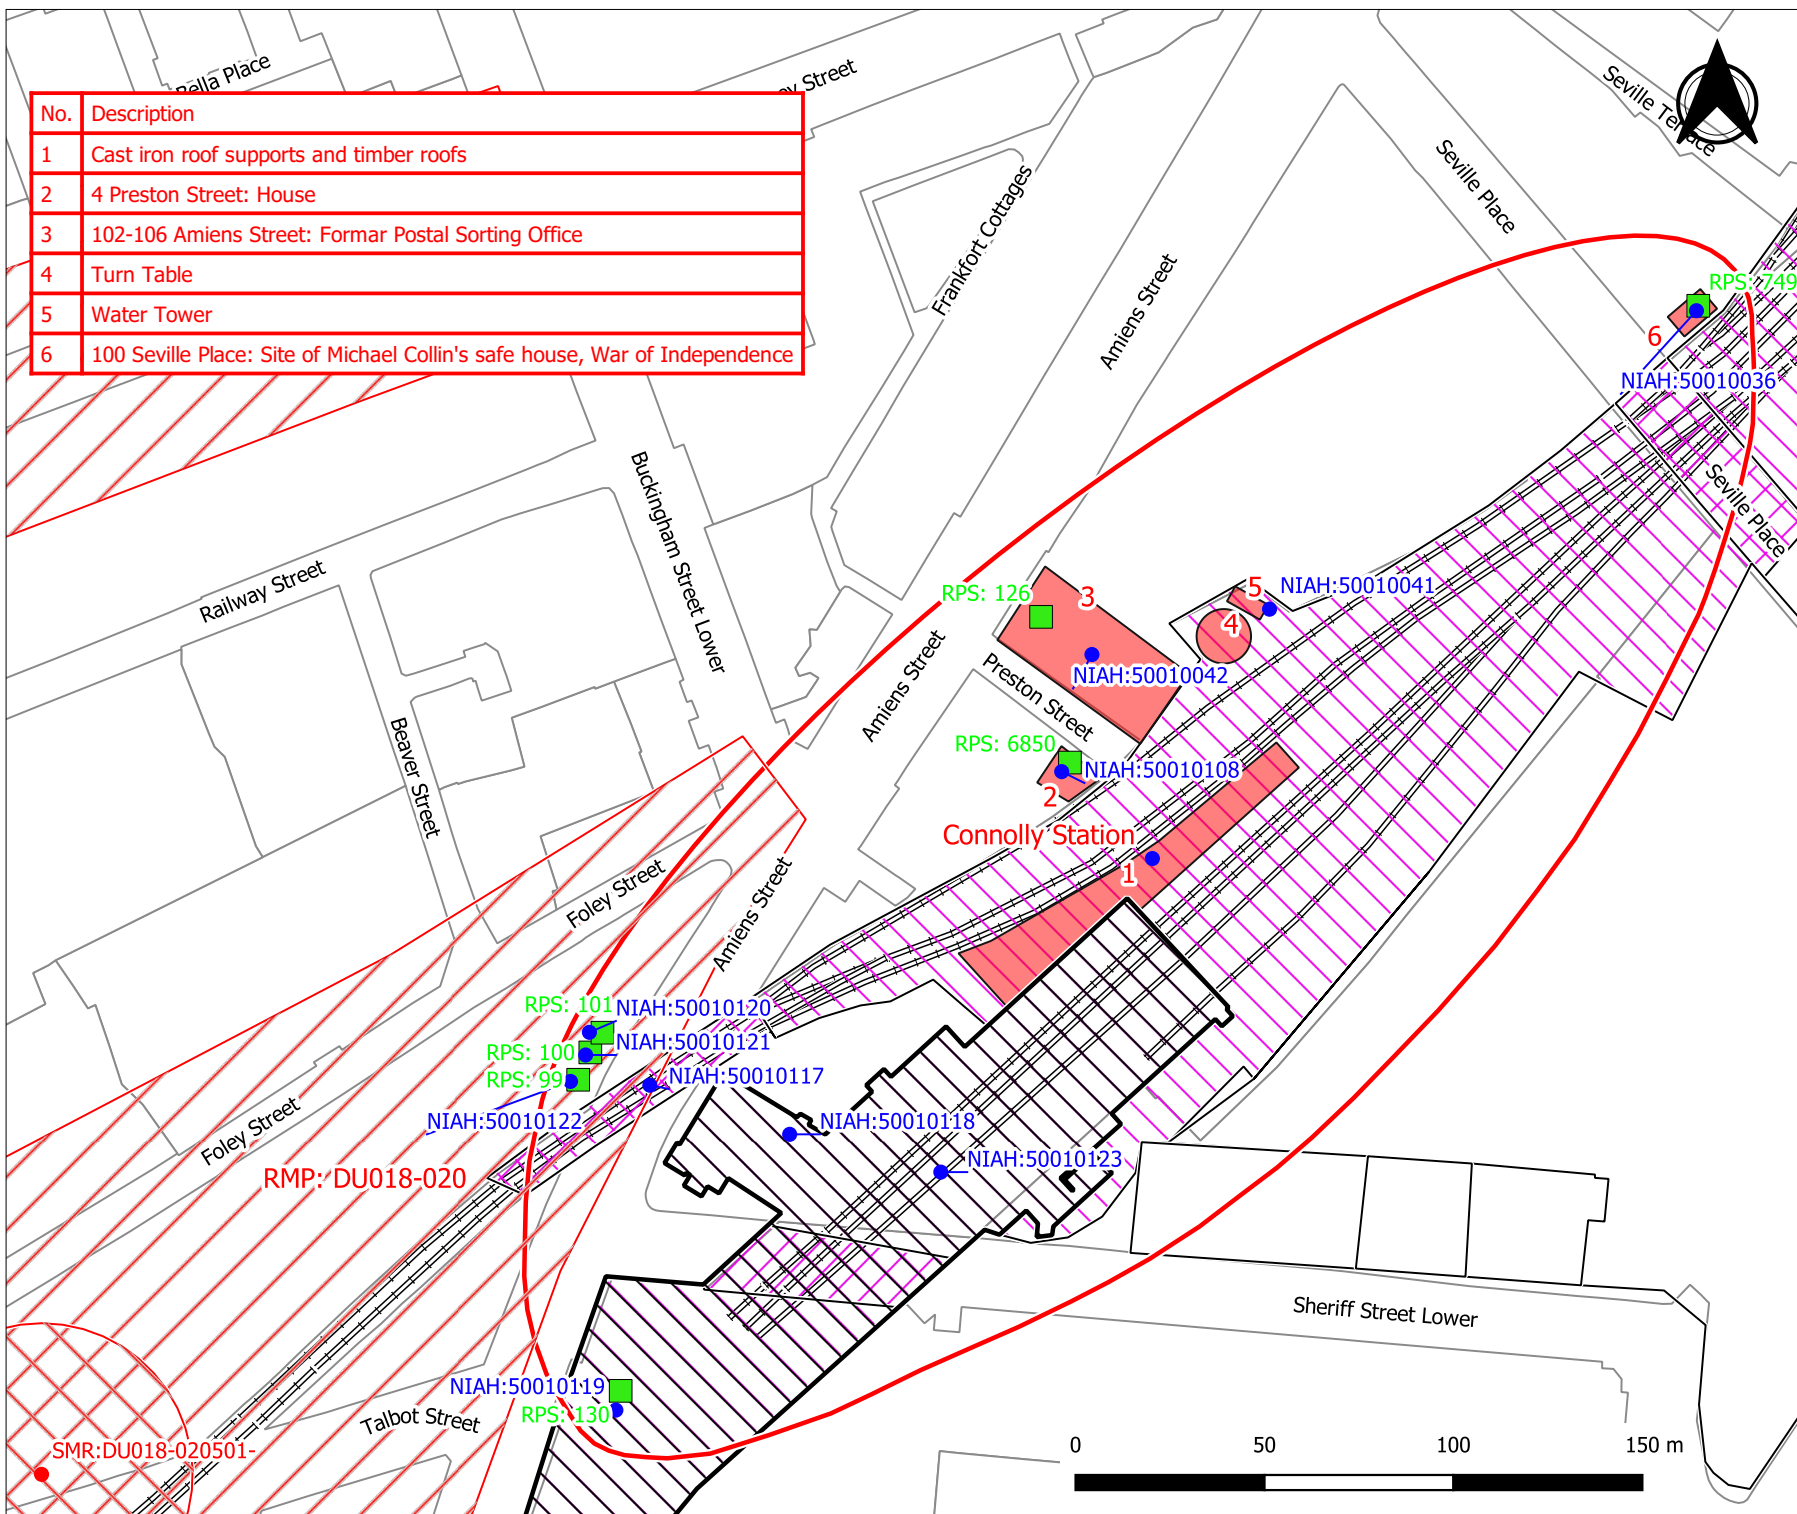 Bella Place
ey Street
Seville Terrace
No. Description
1 Cast iron roof supports and timber roofs
2 4 Preston Street: House
3 102-106 Amiens Street: Formar Postal Sorting Office
4 Turn Table
5 Water Tower
6 100 Seville Place: Site of Michael Collin's safe house, War of Independence
Seville Place
Frankfort Cottages
Amiens Street
RPS: 749
6
NIAH:50010036
Buckingham Street Lower
Seville Place
Railway Street
RPS: 126
3
5
NIAH:50010041
4
Amiens Street
Preston Street
NIAH:50010042
Beaver Street
RPS: 6850
NIAH:50010108
2
Connolly Station
1
Foley Street
Amiens Street
RPS: 101
NIAH:50010120
RPS: 100
NIAH:50010121
RPS: 99
NIAH:50010117
NIAH:50010122
NIAH:50010118
Foley Street
RMP: DU018-020
NIAH:50010123
Sheriff Street Lower
NIAH:50010119
RPS: 130
Talbot Street
SMR:DU018-020501-
0 50 100 150 m